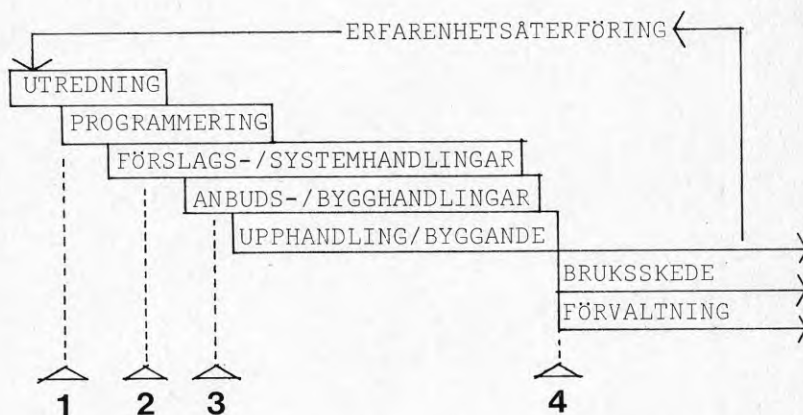 ERFARENHETSÅTERFÖRING
UTREDNING
PROGRAMMERING
FÖRSLAGS-/SYSTEMHANDLINGAR
ANBUDS-/BYGGHANDLINGAR
UPPHANDLING/BYGGANDE
BRUKSSKEDE
FÖRVALTNING
1 2 3 4